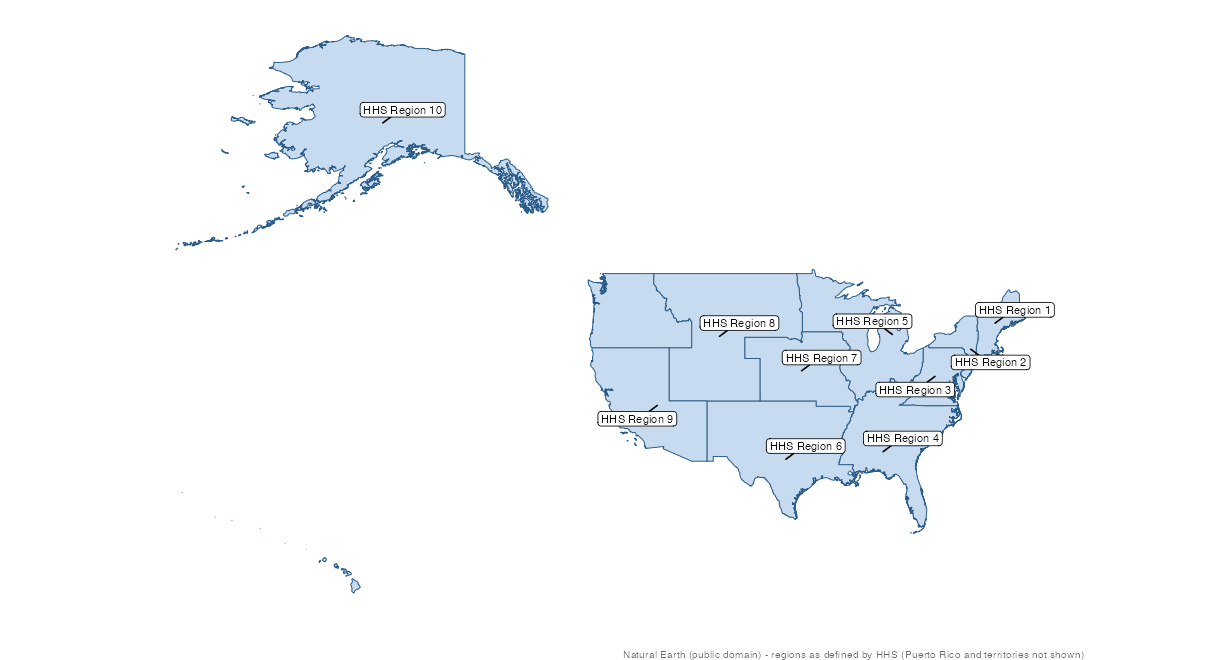 HHS Region 10
HHS Region 1
HHS Region 5
HHS Region 8
HHS Region 7
HHS Region 2
HHS Region 3
HHS Region 9
HHS Region 4
HHS Region 6
Natural Earth (public domain) - regions as defined by HHS (Puerto Rico and territories not shown)